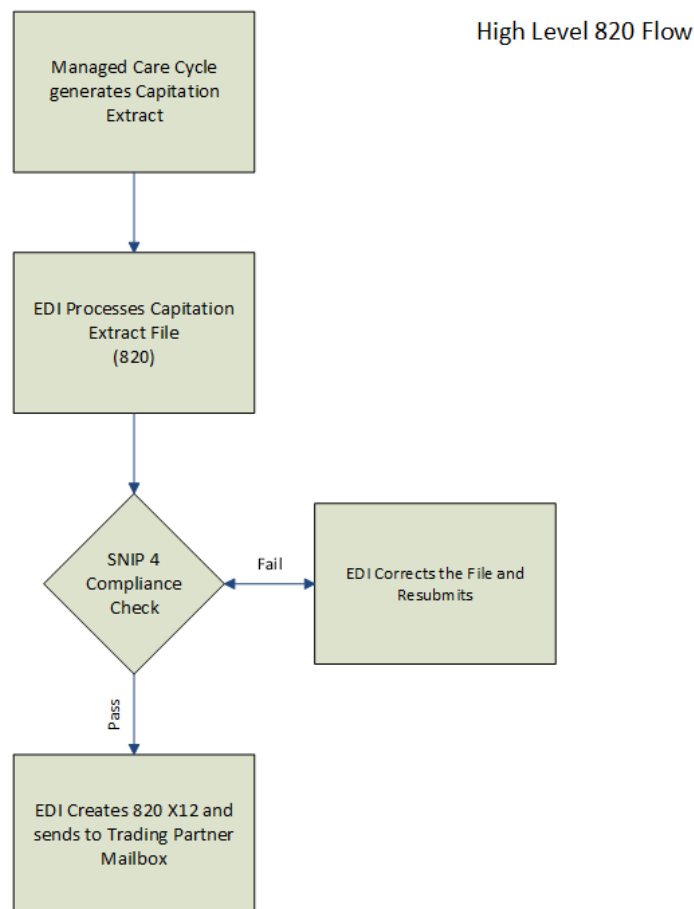 High Level 820 Flow
Managed Care Cycle
generates Capitation
Extract
EDI Processes Capitation
Extract File
(820)
SNIP 4
Compliance
Check
Fail
EDI Corrects the File and
Resubmits
Pass
EDI Creates 820 X12 and
sends to Trading Partner
Mailbox